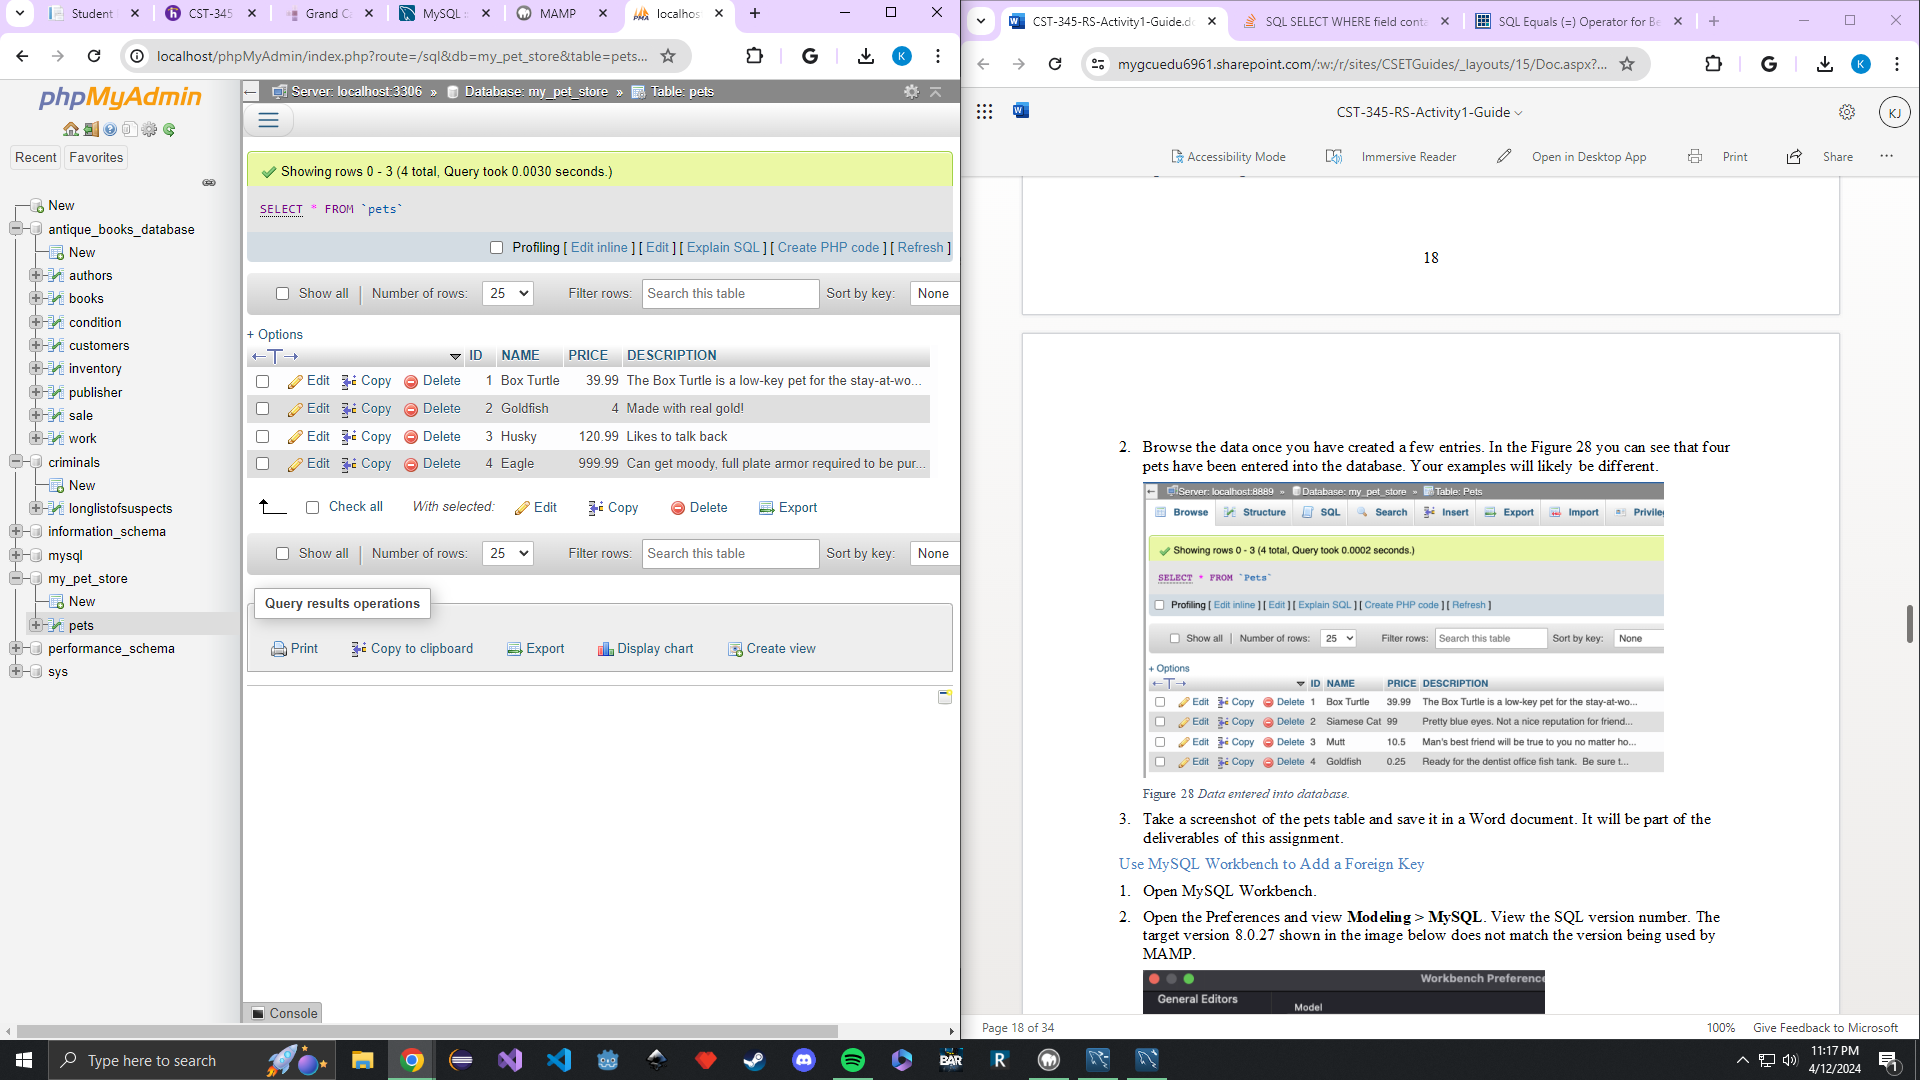 Student
CST-345
Grand C
MySQL ::
MAMP
localhos
localhost/phpMyAdmin/index.php?route=/sql&db=my_pet_store&table=pets...
K
phpMyAdmin
Recent
Favorites
New
antique_books_database
New
authors
books
condition
customers
inventory
publisher
sale
work
criminals
New
longlistofsuspects
information_schema
mysql
my_pet_store
New
pets
performance_schema
sys
Server: localhost:3306 » Database: my_pet_store » Table: pets
Showing rows 0 - 3 (4 total, Query took 0.0030 seconds.)
SELECT * FROM `pets`
Profiling [ Edit inline ] [ Edit ] [ Explain SQL ] [ Create PHP code ] [ Refresh ]
Show all | Number of rows: 25 Filter rows: Search this table Sort by key: None
+ Options
ID NAME PRICE DESCRIPTION
Edit Copy Delete 1 Box Turtle 39.99 The Box Turtle is a low-key pet for the stay-at-wo...
Edit Copy Delete 2 Goldfish 4 Made with real gold!
Edit Copy Delete 3 Husky 120.99 Likes to talk back
Edit Copy Delete 4 Eagle 999.99 Can get moody, full plate armor required to be pur...
Check all With selected: Edit Copy Delete Export
Show all | Number of rows: 25 Filter rows: Search this table Sort by key: None
Query results operations
Print Copy to clipboard Export Display chart Create view
Console
CST-345-RS-Activity1-Guide.d
SQL SELECT WHERE field conta
SQL Equals (=) Operator for Be
mygcuedu6961.sharepoint.com/:w:/r/sites/CSETGuides/_layouts/15/Doc.aspx?...
K
CST-345-RS-Activity1-Guide
KJ
Accessibility Mode
Immersive Reader
Open in Desktop App
Print
Share
18
2. Browse the data once you have created a few entries. In the Figure 28 you can see that four
pets have been entered into the database. Your examples will likely be different.
Server: localhost:8889 » Database: my_pet_store » Table: Pets
Browse Structure SQL Search Insert Export Import Privileg
Showing rows 0 - 3 (4 total, Query took 0.0002 seconds.)
SELECT * FROM `Pets`
Profiling [ Edit inline ] [ Edit ] [ Explain SQL ] [ Create PHP code ] [ Refresh ]
Show all | Number of rows: 25 Filter rows: Search this table Sort by key: None
+ Options
ID NAME PRICE DESCRIPTION
Edit Copy Delete 1 Box Turtle 39.99 The Box Turtle is a low-key pet for the stay-at-wo...
Edit Copy Delete 2 Siamese Cat 99 Pretty blue eyes. Not a nice reputation for friend...
Edit Copy Delete 3 Mutt 10.5 Man's best friend will be true to you no matter ho...
Edit Copy Delete 4 Goldfish 0.25 Ready for the dentist office fish tank. Be sure t...
Figure 28 Data entered into database.
3. Take a screenshot of the pets table and save it in a Word document. It will be part of the
deliverables of this assignment.
Use MySQL Workbench to Add a Foreign Key
1. Open MySQL Workbench.
2. Open the Preferences and view Modeling > MySQL. View the SQL version number. The
target version 8.0.27 shown in the image below does not match the version being used by
MAMP.
Workbench Preference
General Editors
Model
Page 18 of 34
100%
Give Feedback to Microsoft
Type here to search
BAR
R
11:17 PM
4/12/2024
1